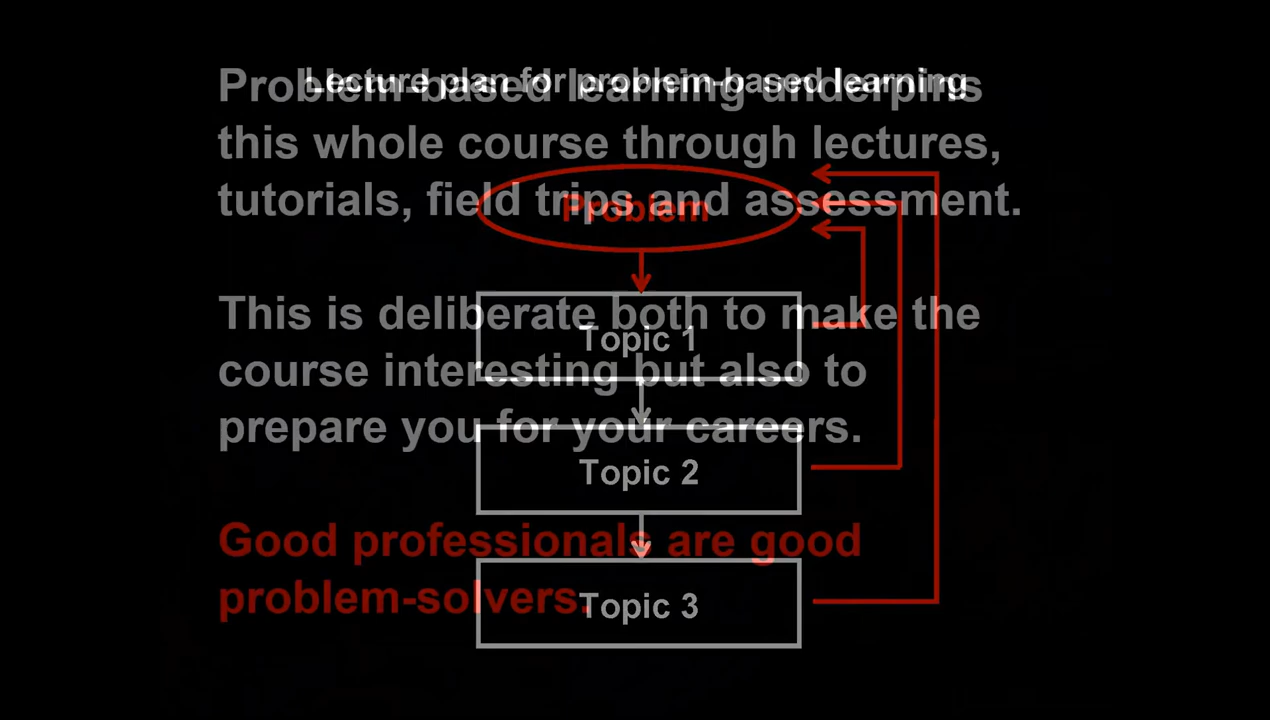 Lecture plan for problem-based learning
Problem
Topic 1
Topic 2
Topic 3
Problem-based learning underpins
this whole course through lectures,
tutorials, field trips and assessment.
This is deliberate both to make the
course interesting but also to
prepare you for your careers.
Good professionals are good
problem-solvers.